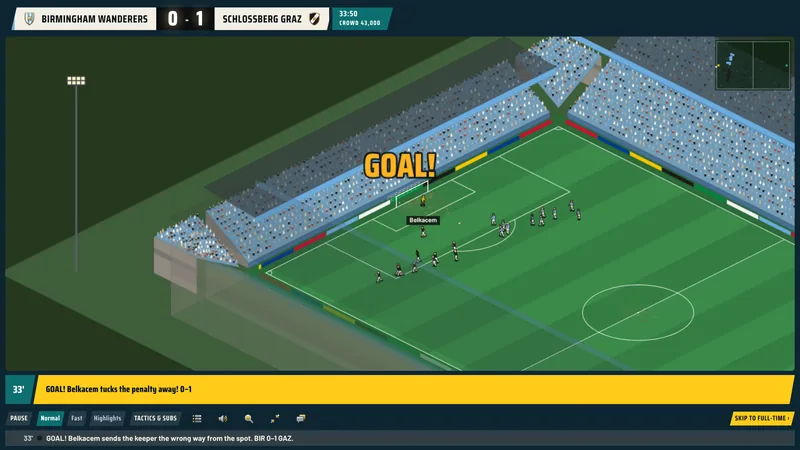 BIRMINGHAM WANDERERS
0 - 1
SCHLOSSBERG GRAZ
33:50
CROWD 43,000
GOAL!
Belkacem
33'
GOAL! Belkacem tucks the penalty away! 0–1
PAUSE
Normal
Fast
Highlights
TACTICS & SUBS
SKIP TO FULL-TIME ›
33' GOAL! Belkacem sends the keeper the wrong way from the spot. BIR 0-1 GAZ.